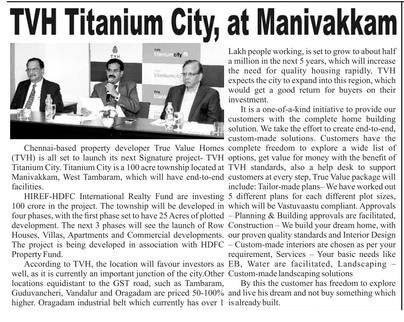 TVH Titanium City, at Manivakkam
Chennai-based property developer True Value Homes
(TVH) is all set to launch its next Signature project- TVH
Titanium City. Titanium City is a 100 acre township located at
Manivakkam, West Tambaram, which will have end-to-end
facilities.
HIREF-HDFC International Realty Fund are investing
100 crore in the project. The township will be developed in
four phases, with the first phase set to have 25 Acres of plotted
development. The next 3 phases will see the launch of Row
Houses, Villas, Apartments and Commercial developments.
The project is being developed in association with HDFC
Property Fund.
According to TVH, the location will favour investors as
well, as it is currently an important junction of the city.Other
locations equidistant to the GST road, such as Tambaram,
Guduvancheri, Vandalur and Oragadam are priced 50-100%
higher. Oragadam industrial belt which currently has over 1
Lakh people working, is set to grow to about half
a million in the next 5 years, which will increase
the need for quality housing rapidly. TVH
expects the city to expand into this region, which
would get a good return for buyers on their
investment.
It is a one-of-a-kind initiative to provide our
customers with the complete home building
solution. We take the effort to create end-to-end,
custom-made solutions. Customers have the
complete freedom to explore a wide list of
options, get value for money with the benefit of
TVH standards, also a help desk to support
customers at every step, True Value package will
include: Tailor-made plans– We have worked out
5 different plans for each different plot sizes,
which will be Vastuvaastu compliant. Approvals
– Planning & Building approvals are facilitated,
Construction – We build your dream home, with
our proven quality standards and Interior Design
– Custom-made interiors are chosen as per your
requirement, Services – Your basic needs like
EB, Water are facilitated, Landscaping –
Custom-made landscaping solutions
By this the customer has freedom to explore
and live his dream and not buy something which
is already built.